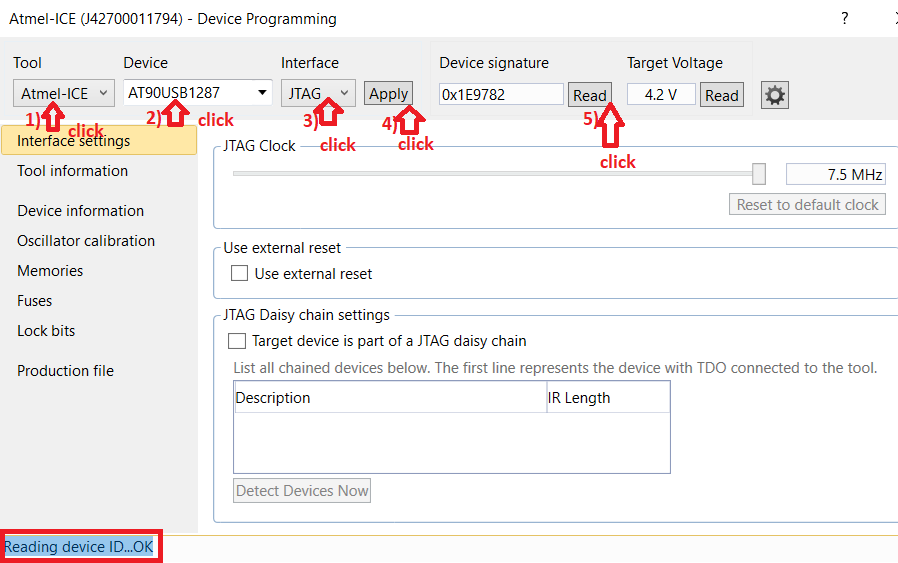 Atmel-ICE (J42700011794) - Device Programming ?
Tool Device Interface Device signature Target Voltage
Atmel-ICE AT90USB1287 JTAG Apply 0x1E9782 Read 4.2 V Read
1) click 2) click 3) click 4) click 5) click
Interface settings
Tool information
Device information
Oscillator calibration
Memories
Fuses
Lock bits
Production file
JTAG Clock
7.5 MHz
Reset to default clock
Use external reset
Use external reset
JTAG Daisy chain settings
Target device is part of a JTAG daisy chain
List all chained devices below. The first line represents the device with TDO connected to the tool.
Description IR Length
Detect Devices Now
Reading device ID...OK